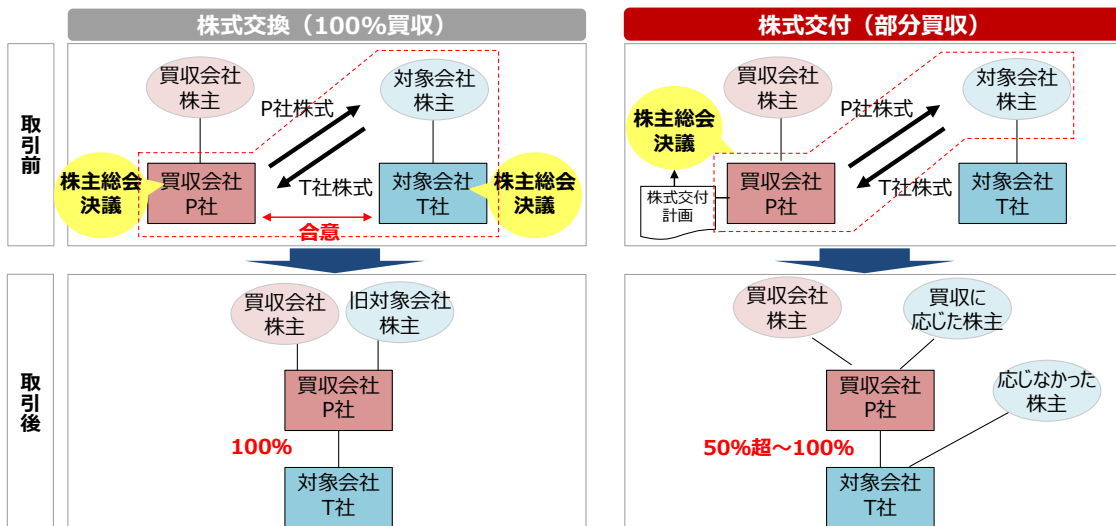 株式交換（100％買収）
取引前
買収会社
株主
対象会社
株主
P社株式
T社株式
株主総会
決議
買収会社
P社
対象会社
T社
株主総会
決議
合意
取引後
買収会社
株主
旧対象会社
株主
買収会社
P社
100%
対象会社
T社
株式交付（部分買収）
買収会社
株主
対象会社
株主
P社株式
T社株式
株主総会
決議
株式交付
計画
買収会社
P社
対象会社
T社
買収会社
株主
買収に
応じた株主
応じなかった
株主
買収会社
P社
50%超～100%
対象会社
T社